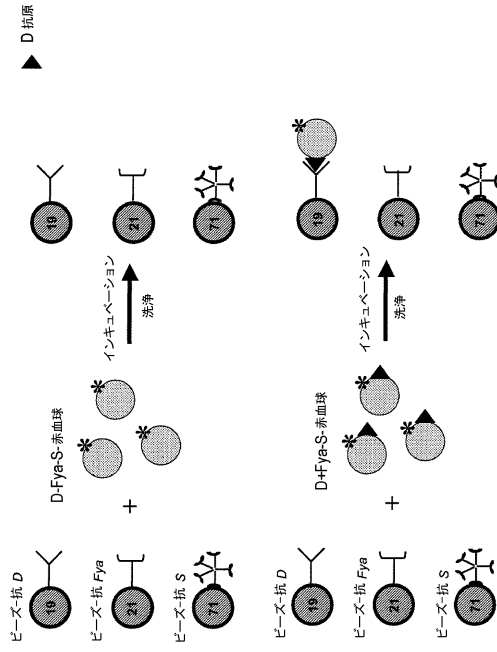 D 抗原
ビーズ-抗 D
19
ビーズ-抗 Fya
21
ビーズ-抗 S
71
+
D-Fya-S-赤血球
*
*
*
インキュベーション
洗浄
19
21
71
ビーズ-抗 D
19
ビーズ-抗 Fya
21
ビーズ-抗 S
71
+
D+Fya-S-赤血球
*
*
*
インキュベーション
洗浄
19
*
21
71